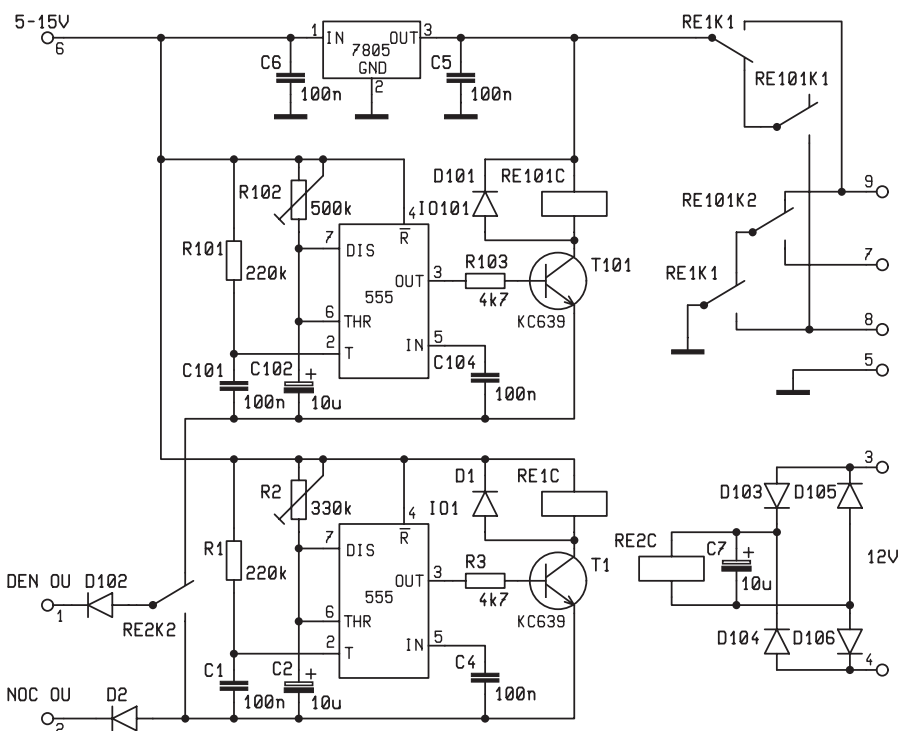 5-15V
6
1 IN OUT 3
7805
GND
2
C6
100n
C5
100n
RE1K1
RE101K1
R102
500k
D101
RE101C
IO101
4
R
R101
220k
7 DIS
OUT 3
555
6 THR
2 T
IN 5
R103
4k7
T101
KC639
RE101K2
RE1K1
9
7
8
5
C101
100n
C102
+
10u
C104
100n
R2
330k
D1
RE1C
IO1
4
R
R1
220k
7 DIS
OUT 3
555
6 THR
2 T
IN 5
R3
4k7
T1
KC639
DEN OU
D102
1
RE2K2
C1
100n
C2
+
10u
C4
100n
NOC OU
D2
2
3
D103
D105
RE2C
C7
+
10u
12V
D104
D106
4